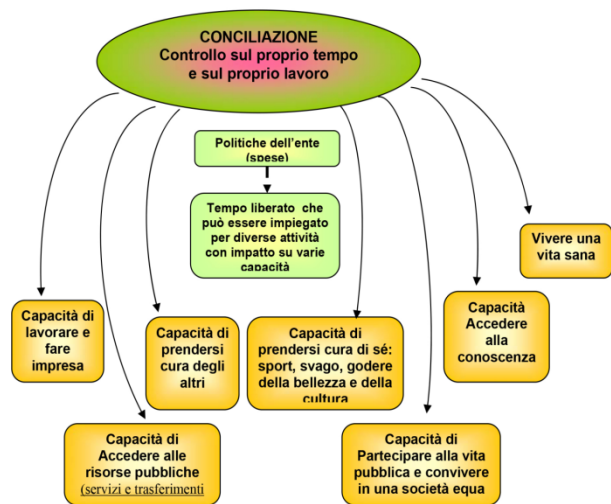 CONCILIAZIONE
Controllo sul proprio tempo
e sul proprio lavoro
Politiche dell'ente
(spese)
Tempo liberato che
può essere impiegato
per diverse attività
con impatto su varie
capacità
Vivere una
vita sana
Capacità di
lavorare e
fare
impresa
Capacità di
prendersi
cura degli
altri
Capacità di
prendersi cura di sé:
sport, svago, godere
della bellezza e della
cultura
Capacità
Accedere
alla
conoscenza
Capacità di
Accedere alle
risorse pubbliche
(servizi e trasferimenti
Capacità di
Partecipare alla vita
pubblica e convivere
in una società equa